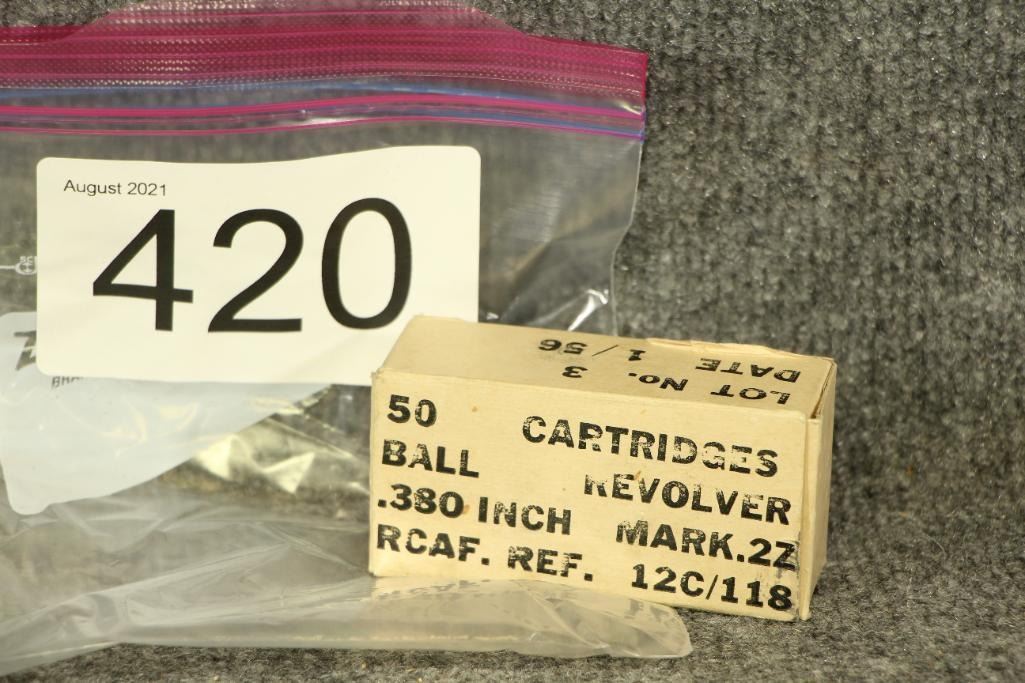 August 2021
420
LOT No. 3
DATE 1/56
50 CARTRIDGES
BALL REVOLVER
.380 INCH MARK.2Z
RCAF. REF. 12C/118